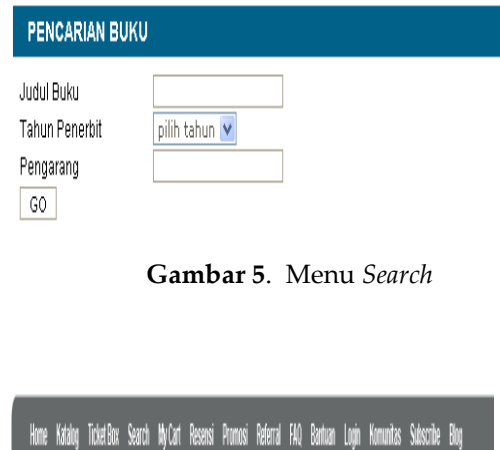 PENCARIAN BUKU
Judul Buku
Tahun Penerbit pilih tahun
Pengarang
GO
Gambar 5. Menu Search
Home Katalog Ticket Box Search My Cart Resensi Promosi Referral FAQ Bantuan Login Komunitas Subscribe Blog